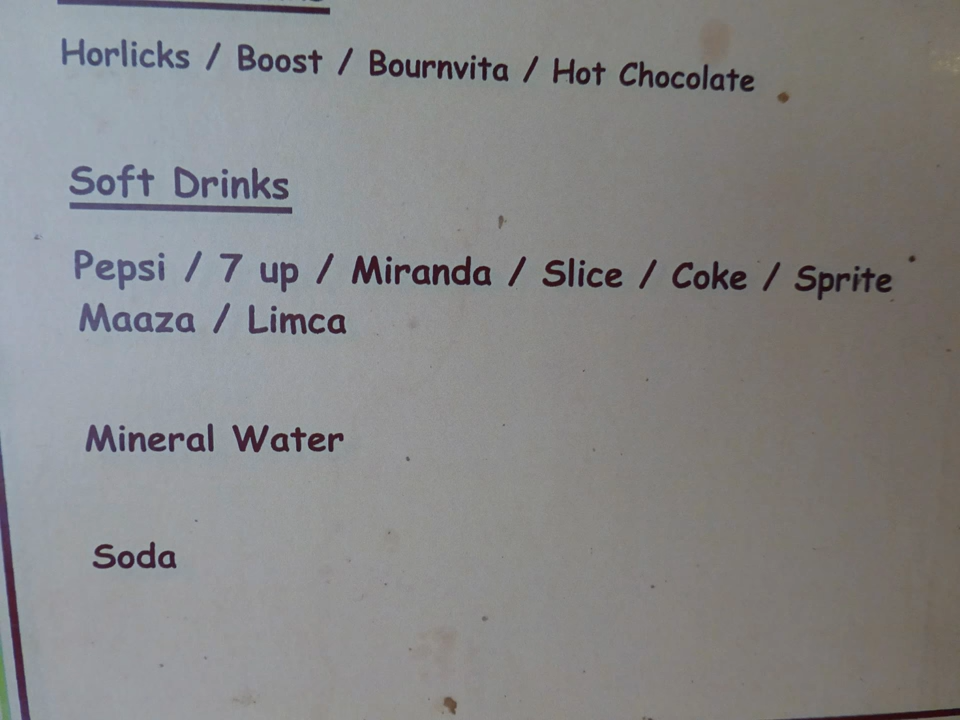 Horlicks / Boost / Bournvita / Hot Chocolate
Soft Drinks
Pepsi / 7 up / Miranda / Slice / Coke / Sprite
Maaza / Limca
Mineral Water
Soda